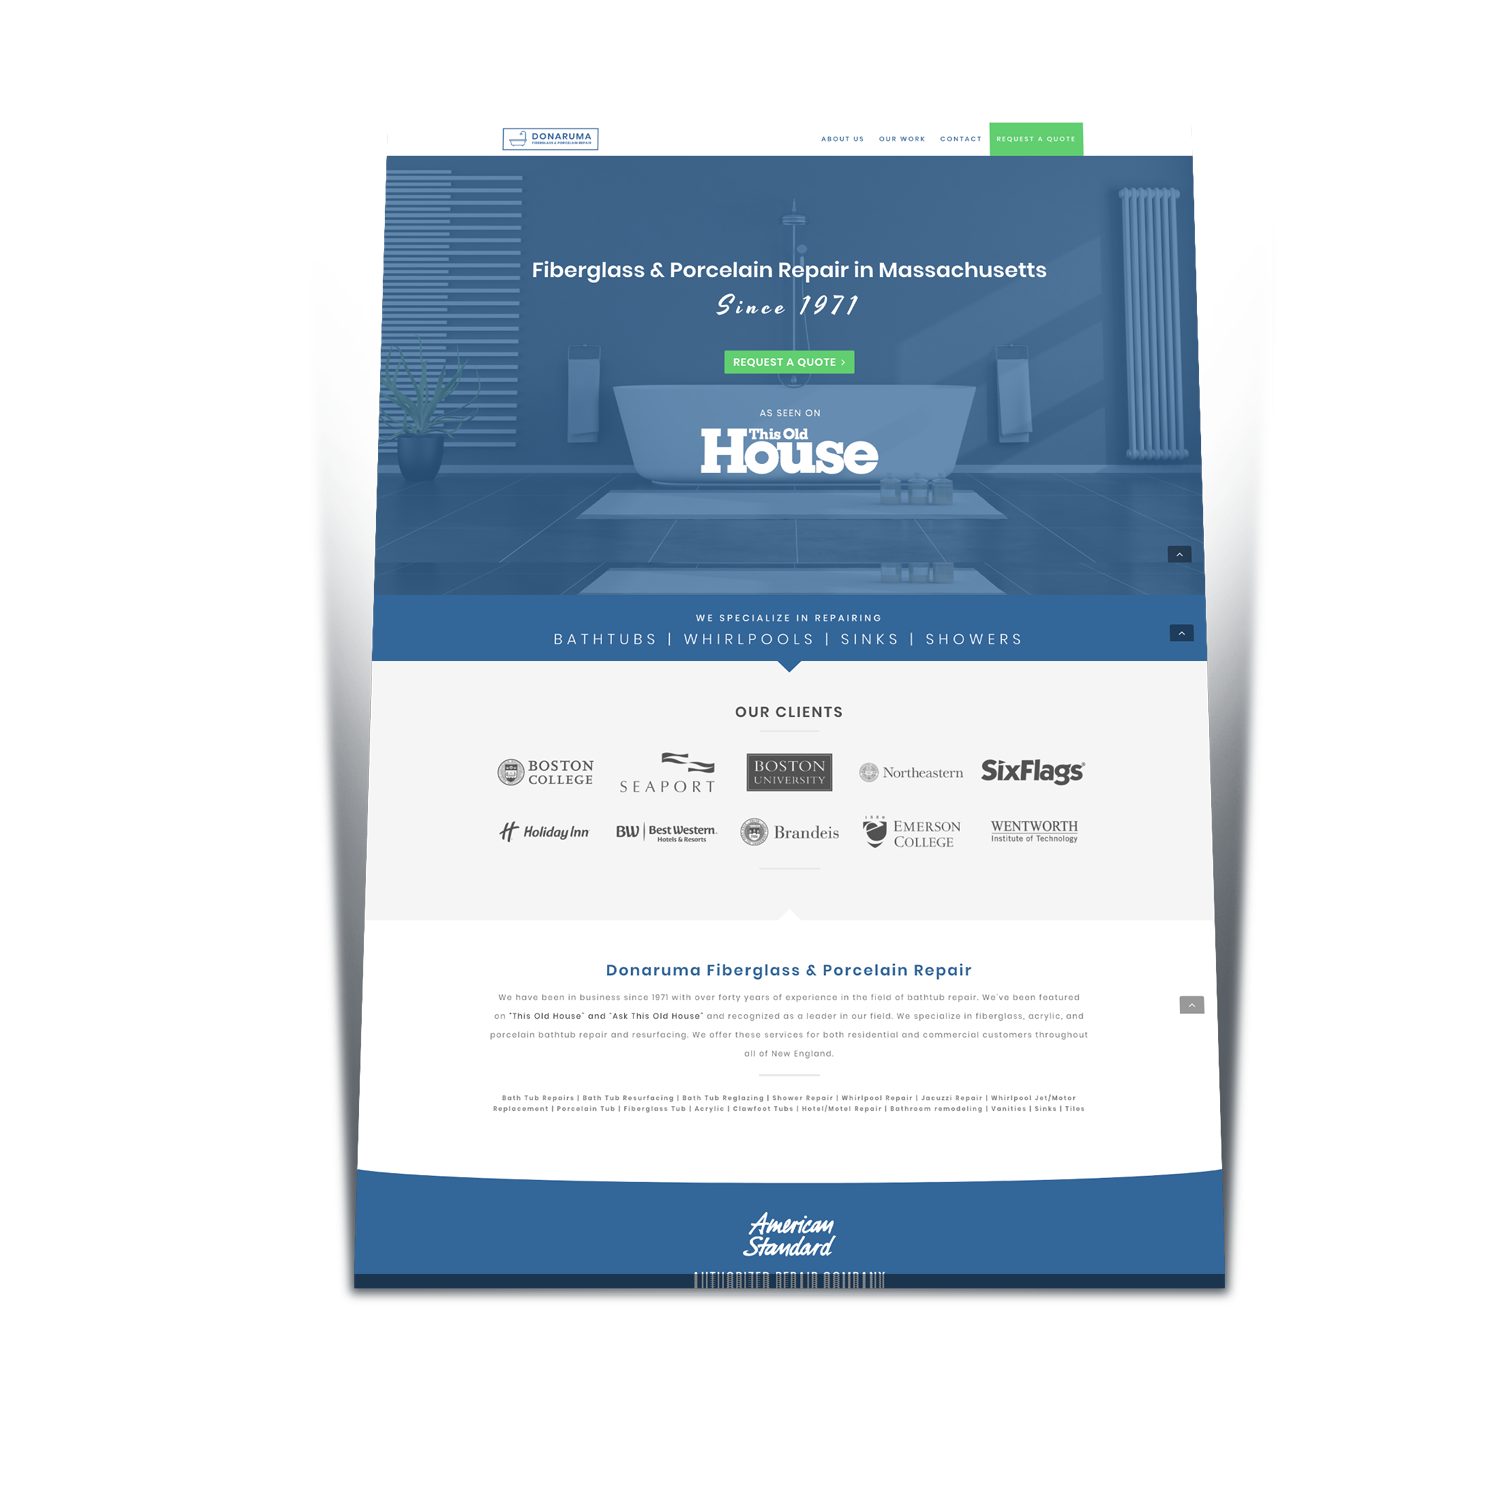 DONARUMA
FIBERGLASS & PORCELAIN REPAIR
ABOUT US
OUR WORK
CONTACT
REQUEST A QUOTE
Fiberglass & Porcelain Repair in Massachusetts
Since 1971
REQUEST A QUOTE >
AS SEEN ON
This Old
House
WE SPECIALIZE IN REPAIRING
BATHTUBS | WHIRLPOOLS | SINKS | SHOWERS
OUR CLIENTS
BOSTON
COLLEGE
SEAPORT
BOSTON
UNIVERSITY
Northeastern
SixFlags®
Holiday Inn
BW | Best Western.
Hotels & Resorts
Brandeis
EMERSON
COLLEGE
WENTWORTH
Institute of Technology
Donaruma Fiberglass & Porcelain Repair
We have been in business since 1971 with over forty years of experience in the field of bathtub repair. We've been featured
on "This Old House" and "Ask This Old House" and recognized as a leader in our field. We specialize in fiberglass, acrylic, and
porcelain bathtub repair and resurfacing. We offer these services for both residential and commercial customers throughout
all of New England.
Bath Tub Repairs | Bath Tub Resurfacing | Bath Tub Reglazing | Shower Repair | Whirlpool Repair | Jacuzzi Repair | Whirlpool Jet/Motor
Replacement | Porcelain Tub | Fiberglass Tub | Acrylic | Clawfoot Tubs | Hotel/Motel Repair | Bathroom remodeling | Vanities | Sinks | Tiles
American
Standard
AUTHORIZED REPAIR COMPANY